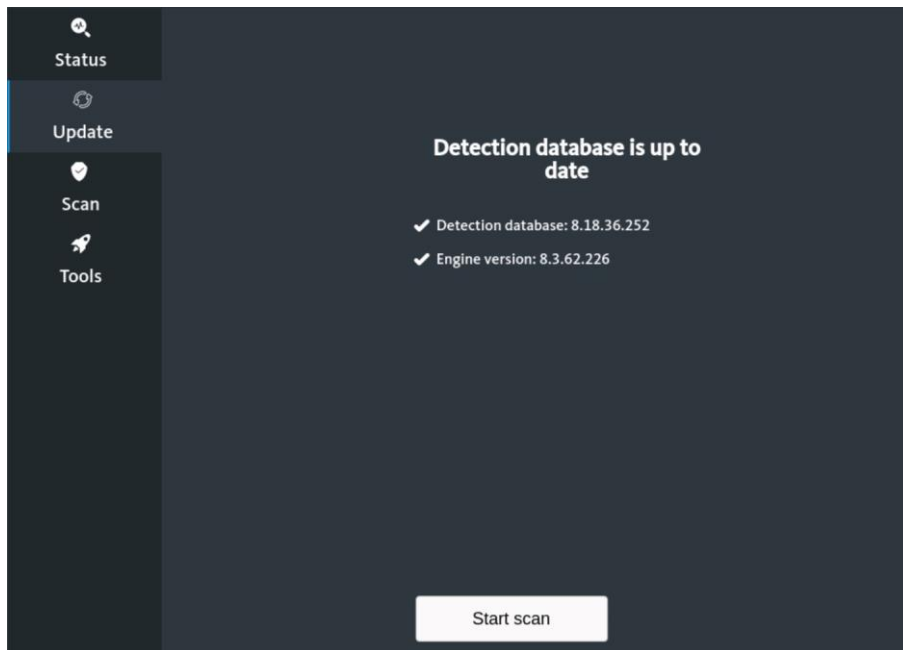 Status
Update
Scan
Tools
Detection database is up to
date
Detection database: 8.18.36.252
Engine version: 8.3.62.226
Start scan